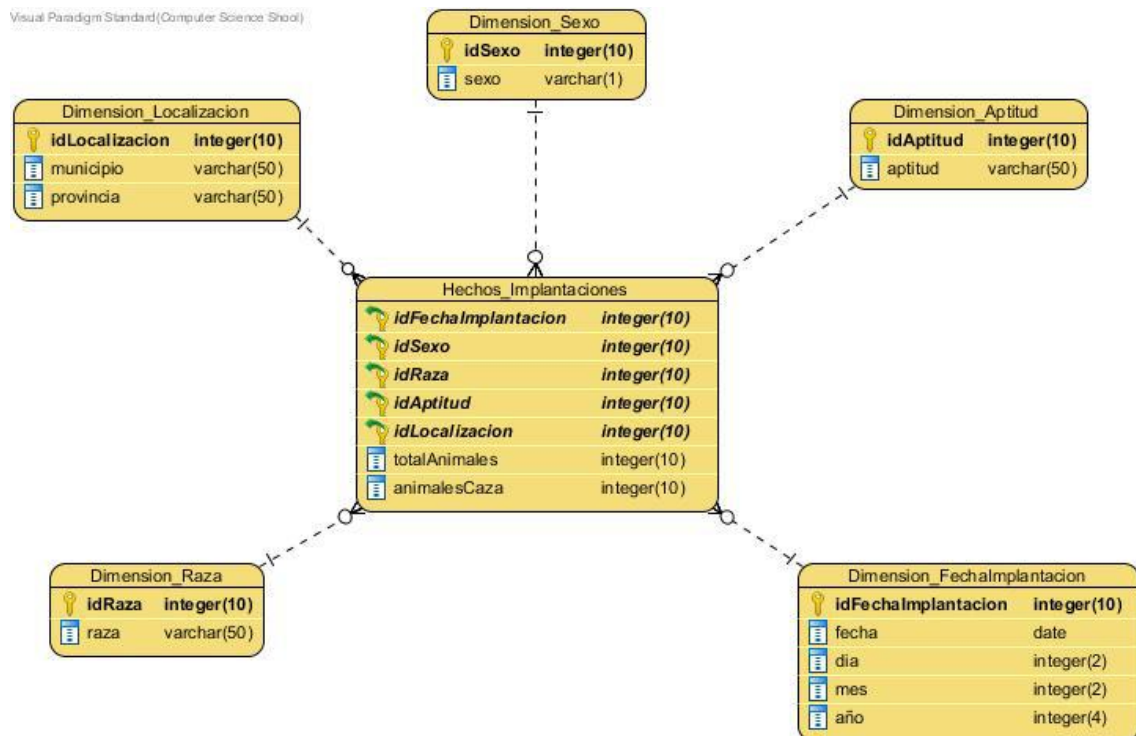 Visual Paradigm Standard(Computer Science Shool)
Dimension_Sexo
idSexo integer(10)
sexo varchar(1)
Dimension_Localizacion
idLocalizacion integer(10)
municipio varchar(50)
provincia varchar(50)
Dimension_Aptitud
idAptitud integer(10)
aptitud varchar(50)
Hechos_Implantaciones
idFechaImplantacion integer(10)
idSexo integer(10)
idRaza integer(10)
idAptitud integer(10)
idLocalizacion integer(10)
totalAnimales integer(10)
animalesCaza integer(10)
Dimension_Raza
idRaza integer(10)
raza varchar(50)
Dimension_FechaImplantacion
idFechaImplantacion integer(10)
fecha date
dia integer(2)
mes integer(2)
año integer(4)